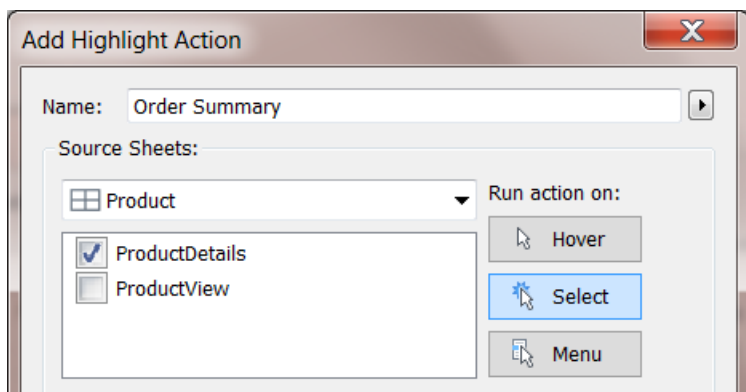 Add Highlight Action
Name: Order Summary
Source Sheets:
Product
Run action on:
ProductDetails
ProductView
Hover
Select
Menu